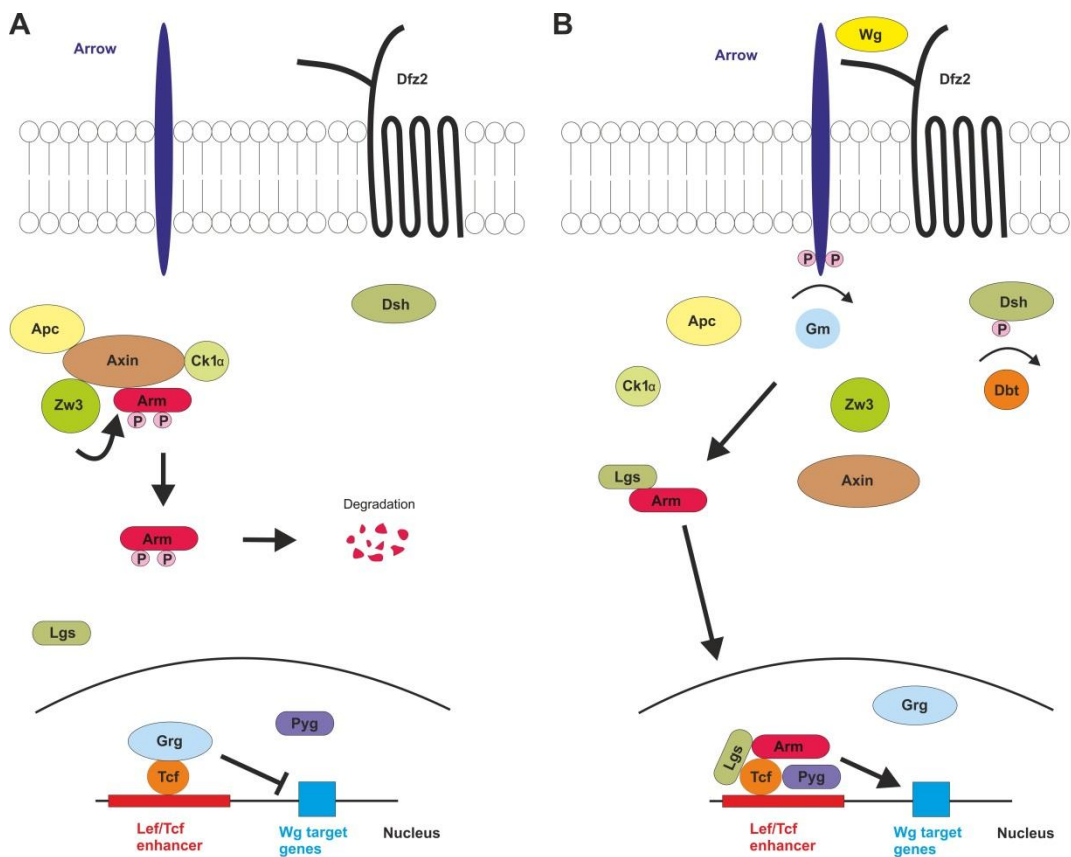 A
Arrow
Dfz2
Dsh
Apc
Axin
Ck1α
Zw3
Arm
P P
Arm
P P
Degradation
Lgs
Grg
Pyg
Tcf
Lef/Tcf
enhancer
Wg target
genes
Nucleus
B
Wg
Arrow
Dfz2
P P
Dsh
P
Apc
Gm
Ck1α
Zw3
Dbt
Lgs
Arm
Axin
Grg
Lgs
Arm
Tcf
Pyg
Lef/Tcf
enhancer
Wg target
genes
Nucleus